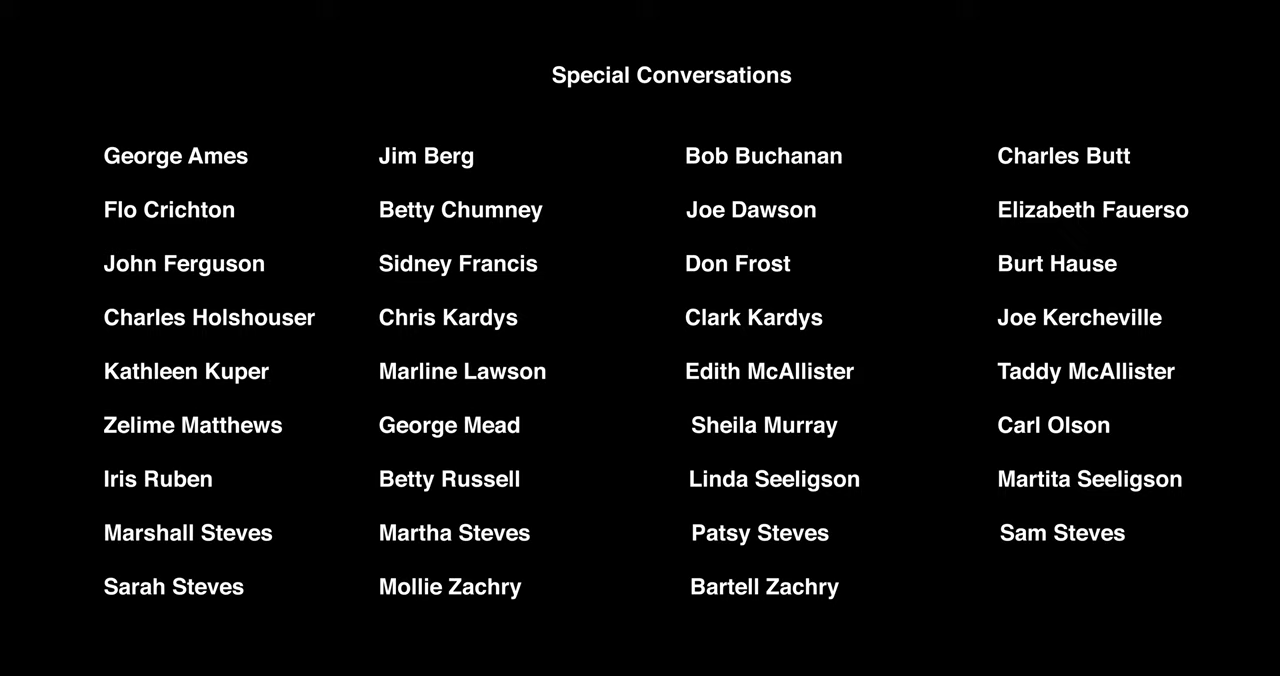 Special Conversations
George Ames Jim Berg Bob Buchanan Charles Butt
Flo Crichton Betty Chumney Joe Dawson Elizabeth Fauerso
John Ferguson Sidney Francis Don Frost Burt Hause
Charles Holshouser Chris Kardys Clark Kardys Joe Kercheville
Kathleen Kuper Marline Lawson Edith McAllister Taddy McAllister
Zelime Matthews George Mead Sheila Murray Carl Olson
Iris Ruben Betty Russell Linda Seeligson Martita Seeligson
Marshall Steves Martha Steves Patsy Steves Sam Steves
Sarah Steves Mollie Zachry Bartell Zachry